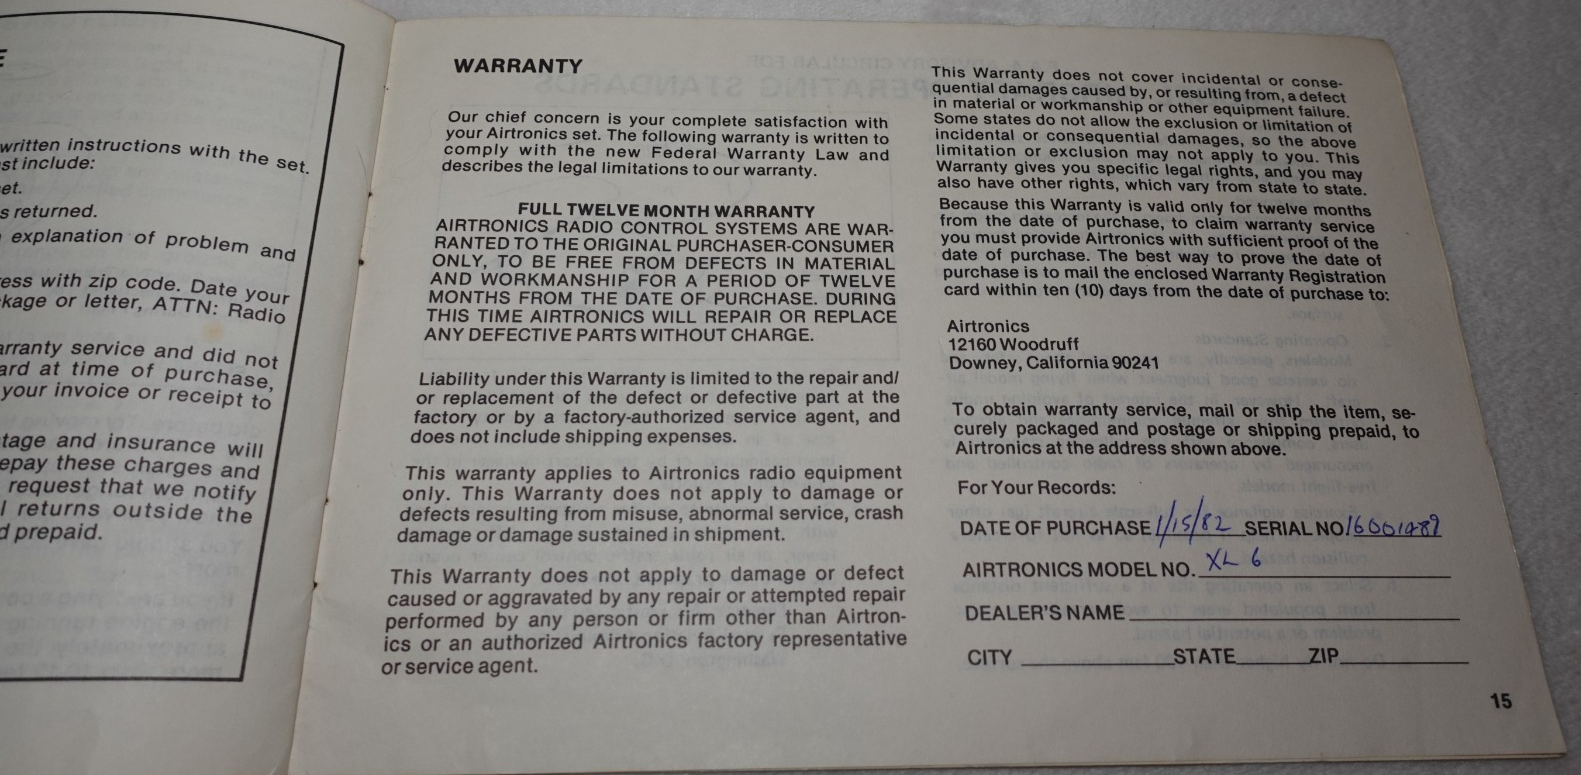 E
written instructions with the set.
st include:
et.
s returned.
explanation of problem and
ess with zip code. Date your
kage or letter, ATTN: Radio
arranty service and did not
ard at time of purchase,
your invoice or receipt to
tage and insurance will
epay these charges and
request that we notify
l returns outside the
d prepaid.
WARRANTY
Our chief concern is your complete satisfaction with
your Airtronics set. The following warranty is written to
comply with the new Federal Warranty Law and
describes the legal limitations to our warranty.
FULL TWELVE MONTH WARRANTY
AIRTRONICS RADIO CONTROL SYSTEMS ARE WAR-
RANTED TO THE ORIGINAL PURCHASER-CONSUMER
ONLY, TO BE FREE FROM DEFECTS IN MATERIAL
AND WORKMANSHIP FOR A PERIOD OF TWELVE
MONTHS FROM THE DATE OF PURCHASE. DURING
THIS TIME AIRTRONICS WILL REPAIR OR REPLACE
ANY DEFECTIVE PARTS WITHOUT CHARGE.
Liability under this Warranty is limited to the repair and/
or replacement of the defect or defective part at the
factory or by a factory-authorized service agent, and
does not include shipping expenses.
This warranty applies to Airtronics radio equipment
only. This Warranty does not apply to damage or
defects resulting from misuse, abnormal service, crash
damage or damage sustained in shipment.
This Warranty does not apply to damage or defect
caused or aggravated by any repair or attempted repair
performed by any person or firm other than Airtron-
ics or an authorized Airtronics factory representative
or service agent.
This Warranty does not cover incidental or conse-
quential damages caused by, or resulting from, a defect
in material or workmanship or other equipment failure.
Some states do not allow the exclusion or limitation of
incidental or consequential damages, so the above
limitation or exclusion may not apply to you. This
Warranty gives you specific legal rights, and you may
also have other rights, which vary from state to state.
Because this Warranty is valid only for twelve months
from the date of purchase, to claim warranty service
you must provide Airtronics with sufficient proof of the
date of purchase. The best way to prove the date of
purchase is to mail the enclosed Warranty Registration
card within ten (10) days from the date of purchase to:
Airtronics
12160 Woodruff
Downey, California 90241
To obtain warranty service, mail or ship the item, se-
curely packaged and postage or shipping prepaid, to
Airtronics at the address shown above.
For Your Records:
DATE OF PURCHASE 1/15/82 SERIAL NO.
AIRTRONICS MODEL NO. XL 6
DEALER'S NAME
CITY STATE ZIP
15